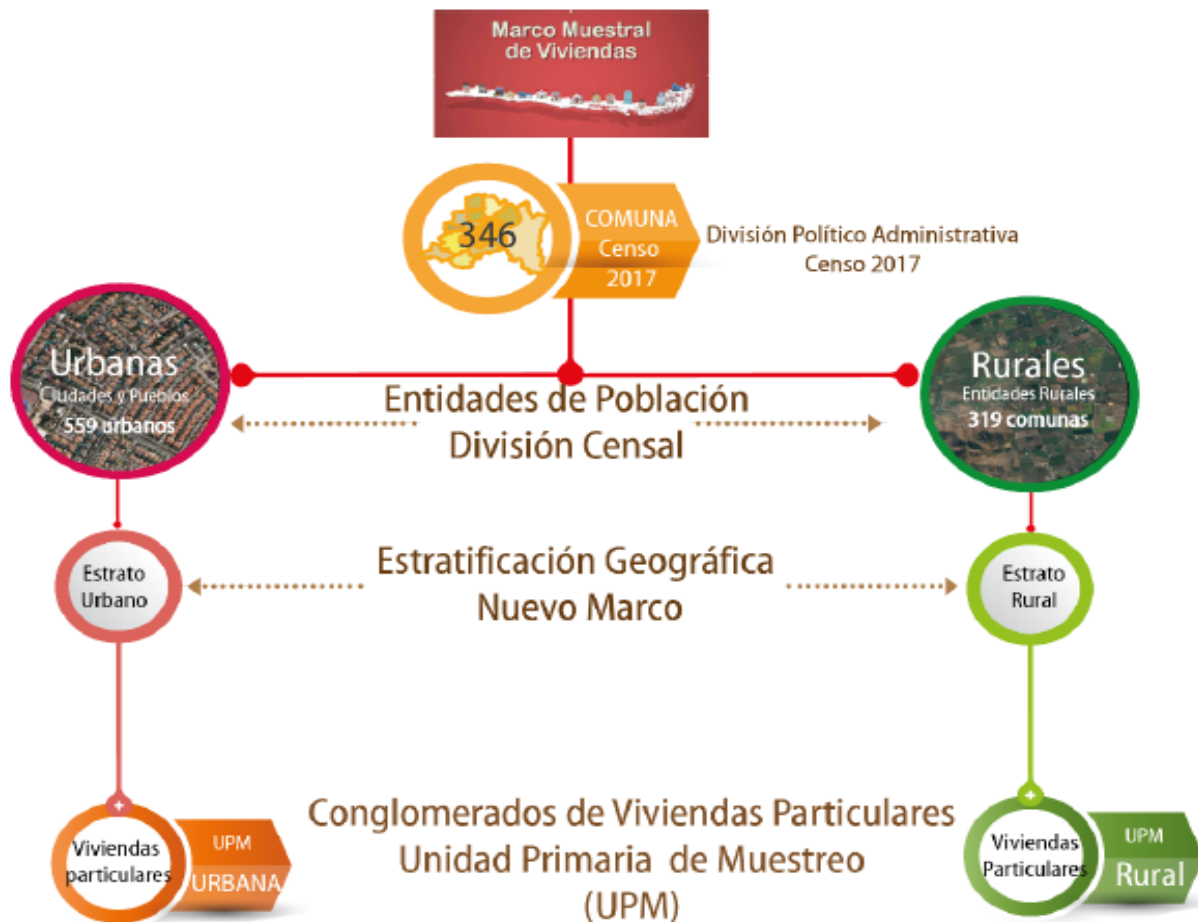 Marco Muestral
de Viviendas
346
COMUNA
Censo
2017
División Político Administrativa
Censo 2017
Urbanas
Ciudades y Pueblos
559 urbanos
Rurales
Entidades Rurales
319 comunas
Entidades de Población
División Censal
Estrato
Urbano
Estratificación Geográfica
Nuevo Marco
Estrato
Rural
+
Viviendas
particulares
UPM
URBANA
Conglomerados de Viviendas Particulares
Unidad Primaria de Muestreo
(UPM)
+
Viviendas
Particulares
UPM
Rural